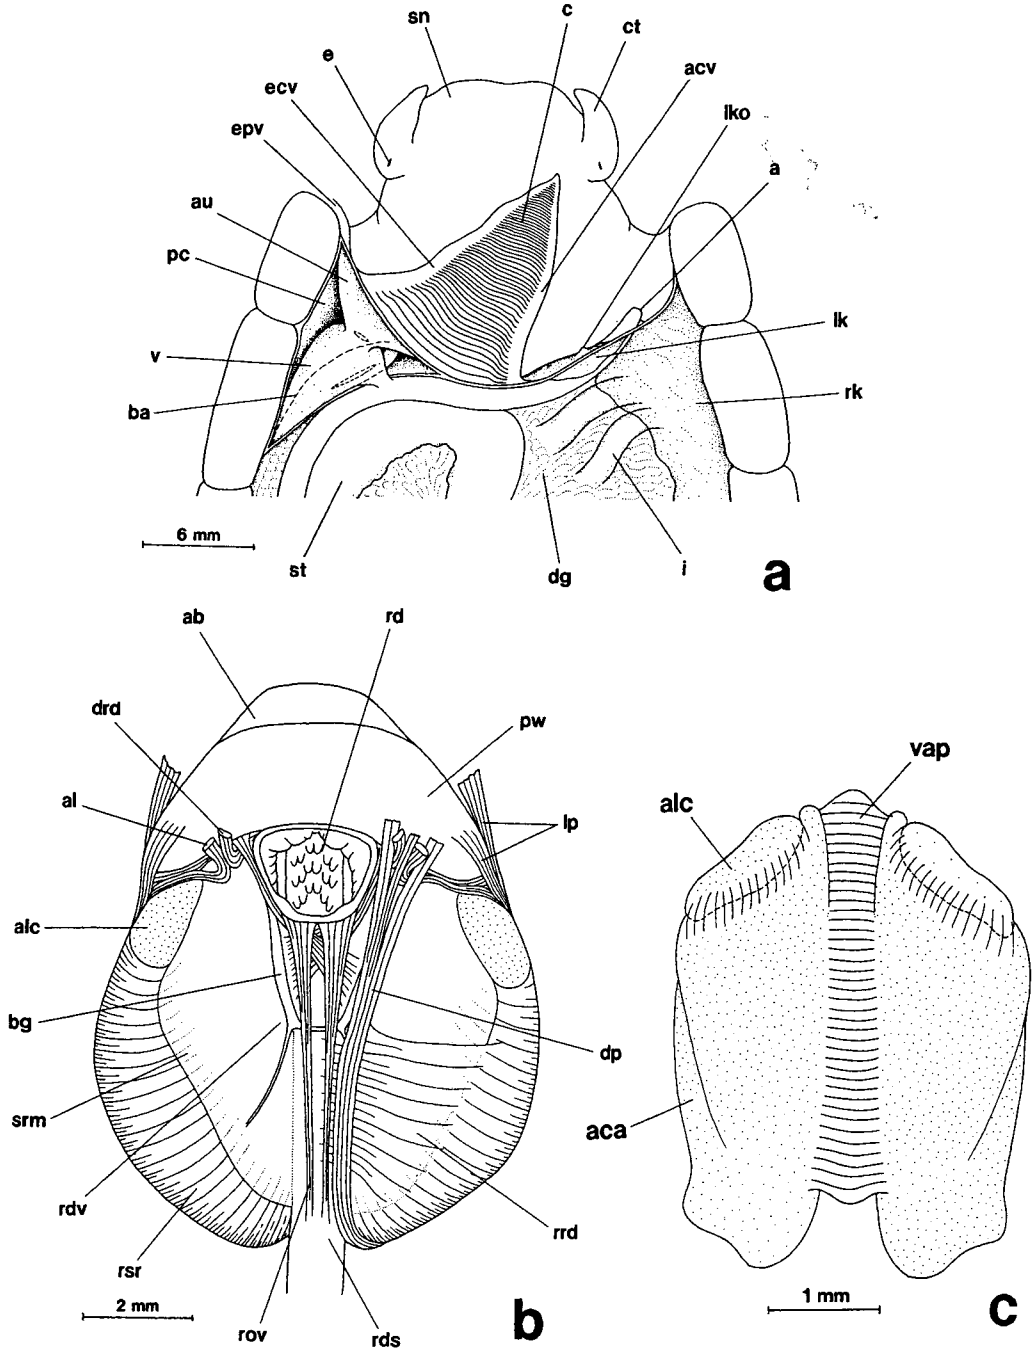 sn
c
ct
e
acv
ecv
lko
epv
a
au
pc
lk
v
rk
ba
6 mm
st
dg
i
a
ab
rd
drd
pw
vap
al
lp
alc
alc
bg
dp
srm
aca
rdv
rrd
rsr
2 mm
1 mm
rov
rds
b
c